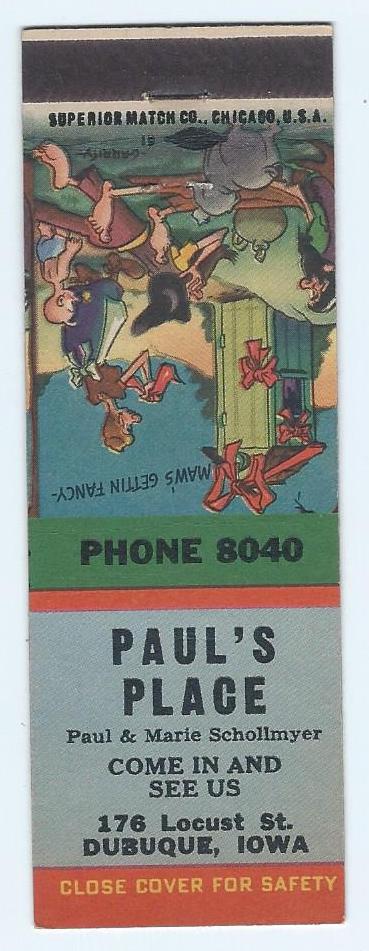 SUPERIOR MATCH CO., CHICAGO, U.S.A.
19
MAW'S GETTIN FANCY-
PHONE 8040
PAUL'S
PLACE
Paul & Marie Schollmyer
COME IN AND
SEE US
176 Locust St.
DUBUQUE, IOWA
CLOSE COVER FOR SAFETY